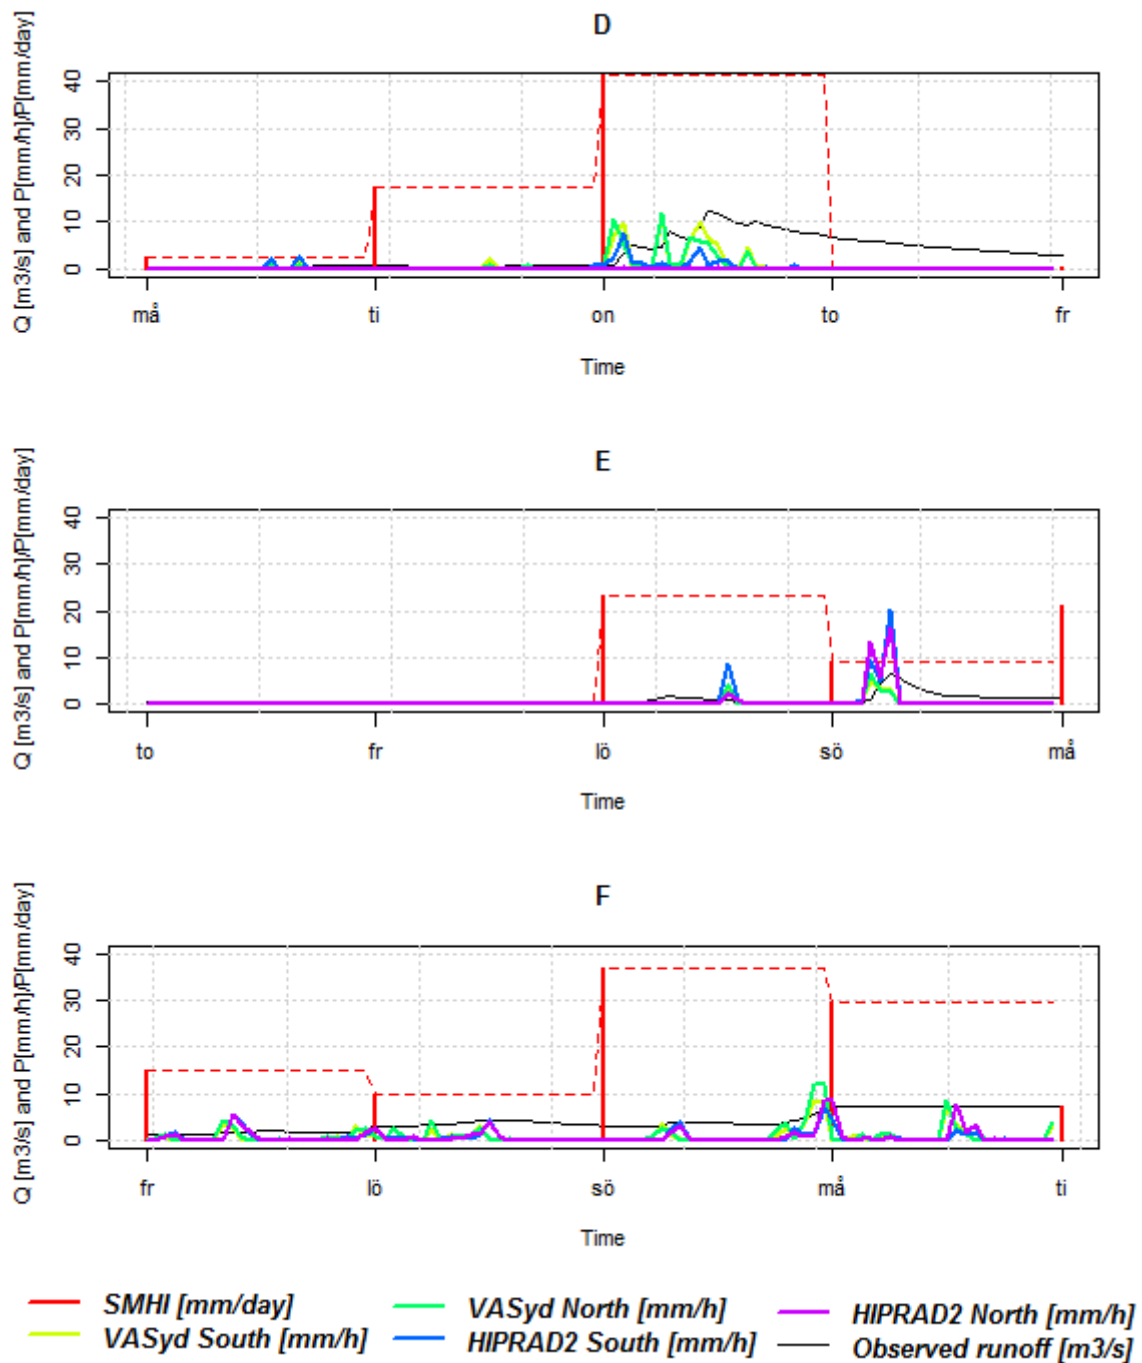 D
Q [m3/s] and P[mm/h]/P[mm/day]
40
30
20
10
0
må ti on to fr
Time
E
Q [m3/s] and P[mm/h]/P[mm/day]
40
30
20
10
0
to fr lö sö må
Time
F
Q [m3/s] and P[mm/h]/P[mm/day]
40
30
20
10
0
fr lö sö må ti
Time
SMHI [mm/day] VASyd North [mm/h] HIPRAD2 North [mm/h]
VASyd South [mm/h] HIPRAD2 South [mm/h] Observed runoff [m3/s]